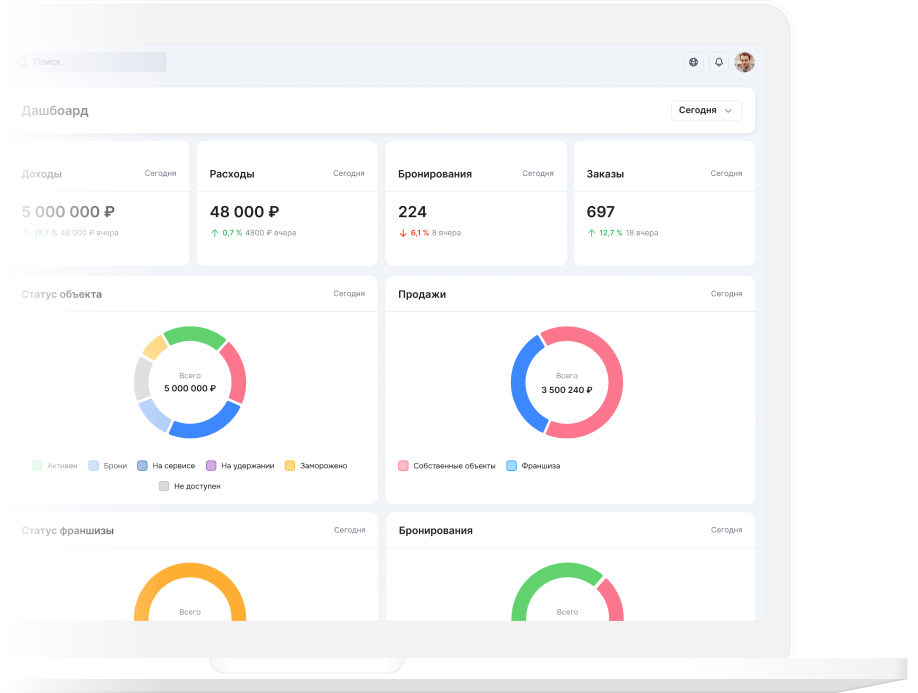 Поиск
Дашбоард
Сегодня
Доходы Сегодня
5 000 000 ₽
12,7 % 48 000 ₽ вчера
Расходы Сегодня
48 000 ₽
0,7 % 4800 ₽ вчера
Бронирования Сегодня
224
6,1 % 8 вчера
Заказы Сегодня
697
12,7 % 18 вчера
Статус объекта Сегодня
Всего
5 000 000 ₽
Активен Брони На сервисе На удержании Заморожено
Не доступен
Продажи Сегодня
Всего
3 500 240 ₽
Собственные объекты Франшиза
Статус франшизы Сегодня
Всего
Бронирования Сегодня
Всего